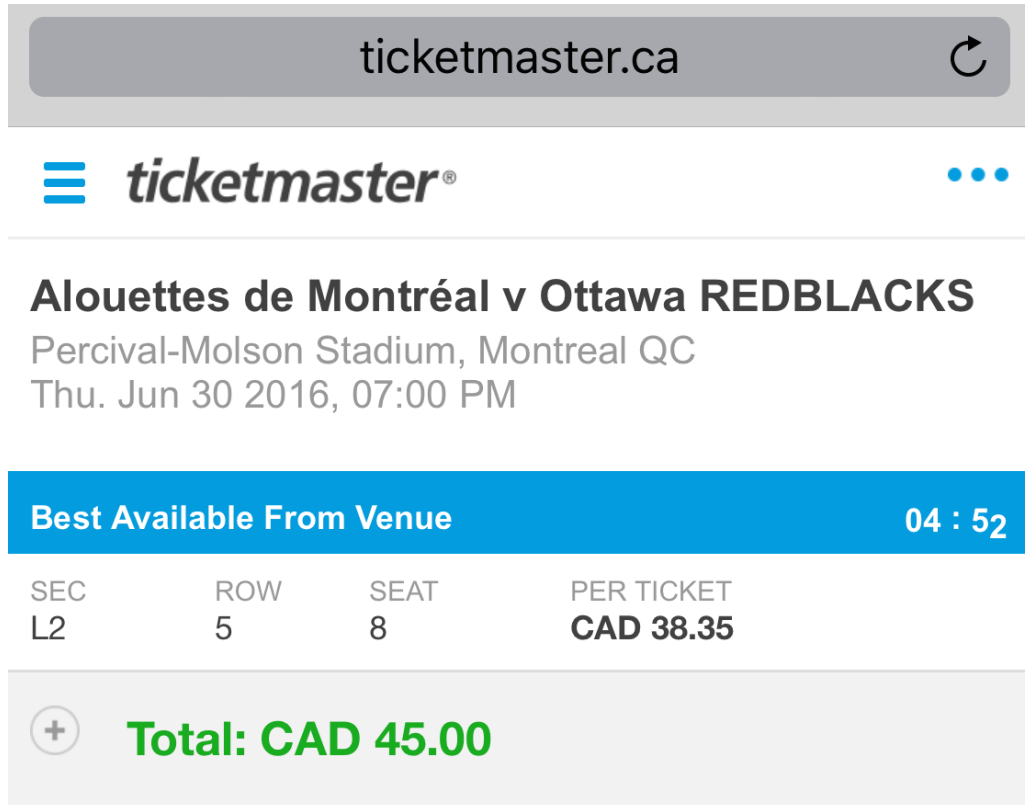 ticketmaster.ca
ticketmaster®
Alouettes de Montréal v Ottawa REDBLACKS
Percival-Molson Stadium, Montreal QC
Thu. Jun 30 2016, 07:00 PM
Best Available From Venue 04 : 52
SEC ROW SEAT PER TICKET
L2 5 8 CAD 38.35
Total: CAD 45.00